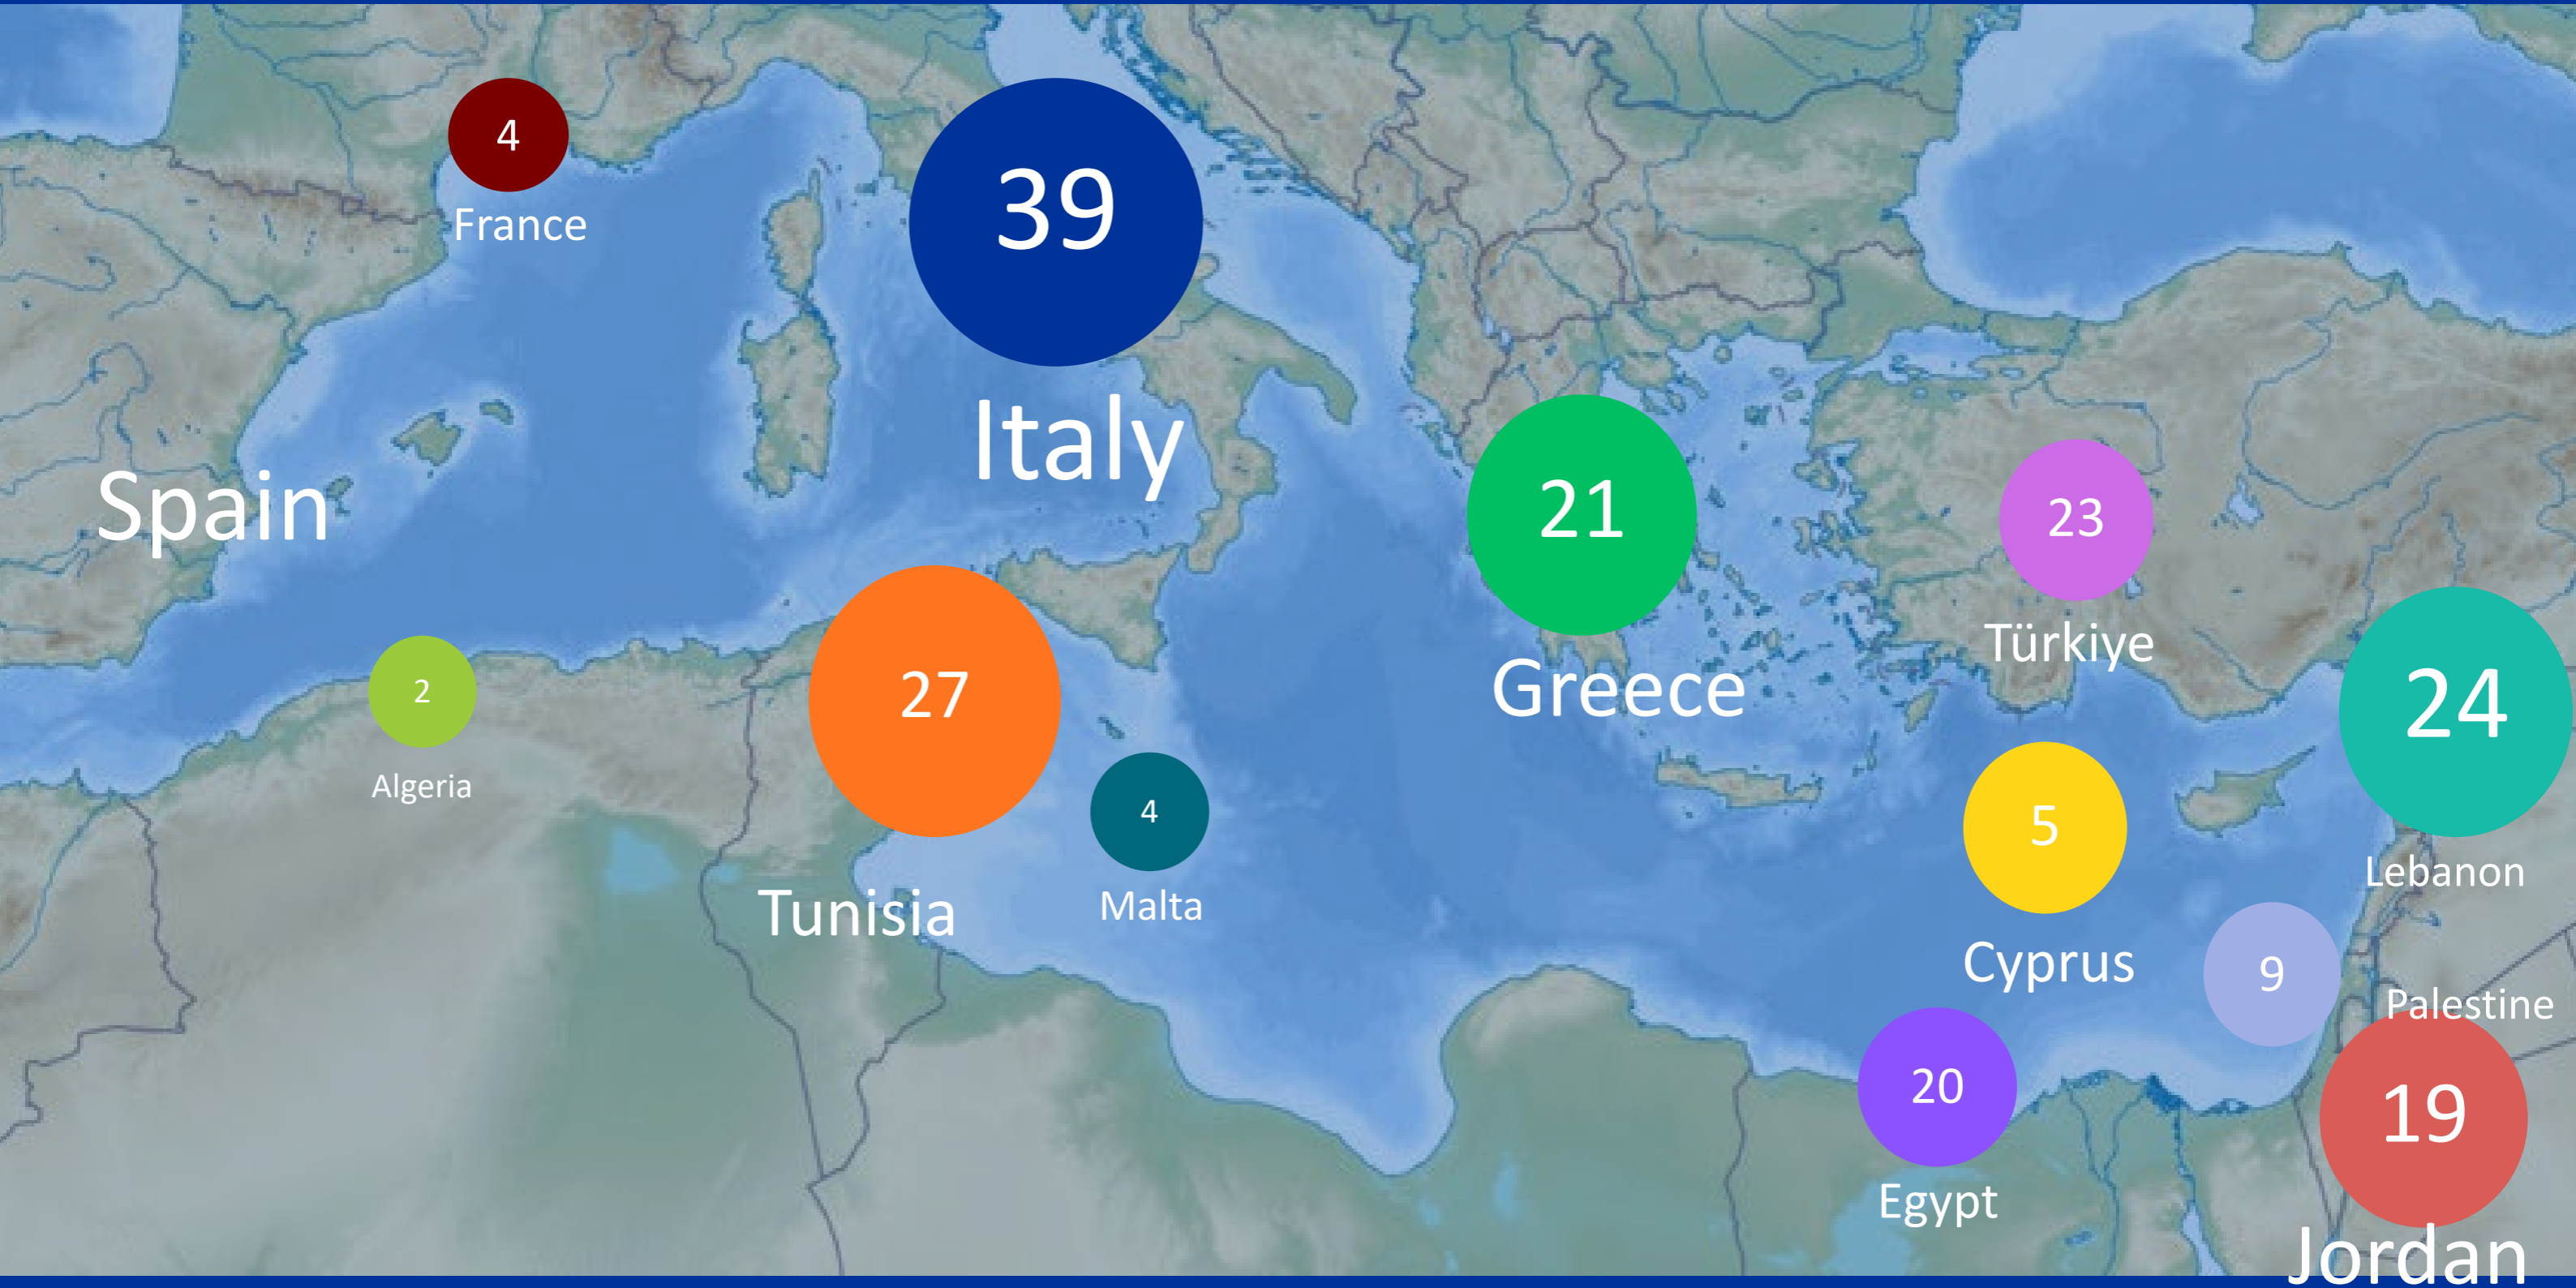 4
France
39
Italy
Spain
21
Greece
23
Türkiye
27
Tunisia
2
Algeria
4
Malta
24
Lebanon
5
Cyprus
9
Palestine
20
Egypt
19
Jordan